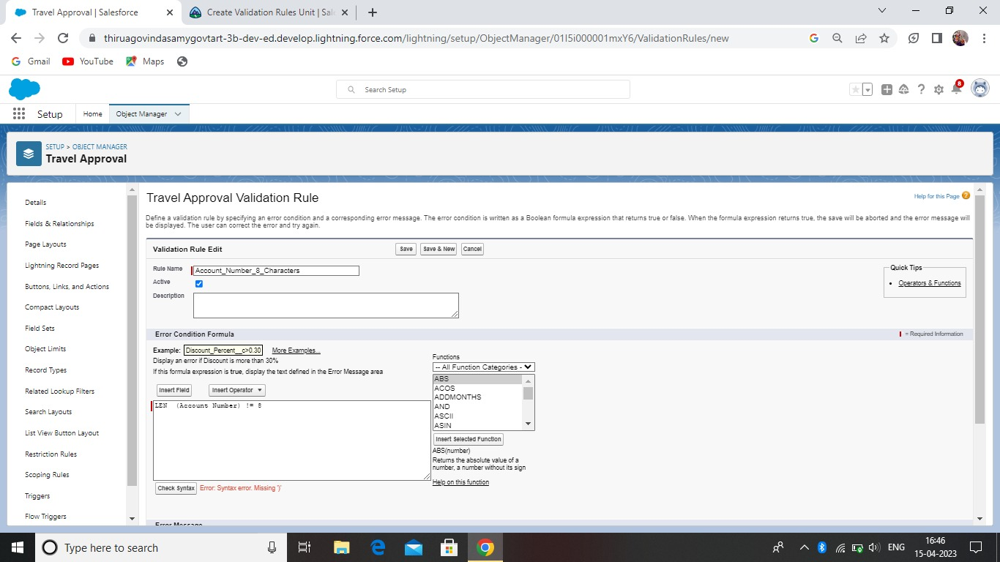 Travel Approval | Salesforce
Create Validation Rules Unit | Sal
thiruagovindasamygovtart-3b-dev-ed.develop.lightning.force.com/lightning/setup/ObjectManager/01I5i000001mxY6/ValidationRules/new
Gmail
YouTube
Maps
Search Setup
8
Setup
Home
Object Manager
SETUP > OBJECT MANAGER
Travel Approval
Details
Fields & Relationships
Page Layouts
Lightning Record Pages
Buttons, Links, and Actions
Compact Layouts
Field Sets
Object Limits
Record Types
Related Lookup Filters
Search Layouts
List View Button Layout
Restriction Rules
Scoping Rules
Triggers
Flow Triggers
Travel Approval Validation Rule
Help for this Page
Define a validation rule by specifying an error condition and a corresponding error message. The error condition is written as a Boolean formula expression that returns true or false. When the formula expression returns true, the save will be aborted and the error message will
be displayed. The user can correct the error and try again.
Validation Rule Edit
Save
Save & New
Cancel
Rule Name
Account_Number_8_Characters
Active
Description
Quick Tips
Operators & Functions
Error Condition Formula
= Required Information
Example:
Discount_Percent__c>0.30
More Examples...
Display an error if Discount is more than 30%
If this formula expression is true, display the text defined in the Error Message area
Insert Field
Insert Operator
LEN (Account Number) != 8
Functions
-- All Function Categories -
ABS
ACOS
ADDMONTHS
AND
ASCII
ASIN
Insert Selected Function
ABS(number)
Returns the absolute value of a
number, a number without its sign
Help on this function
Check Syntax
Error: Syntax error. Missing ')'
Error Message
Type here to search
ENG
16:46
15-04-2023